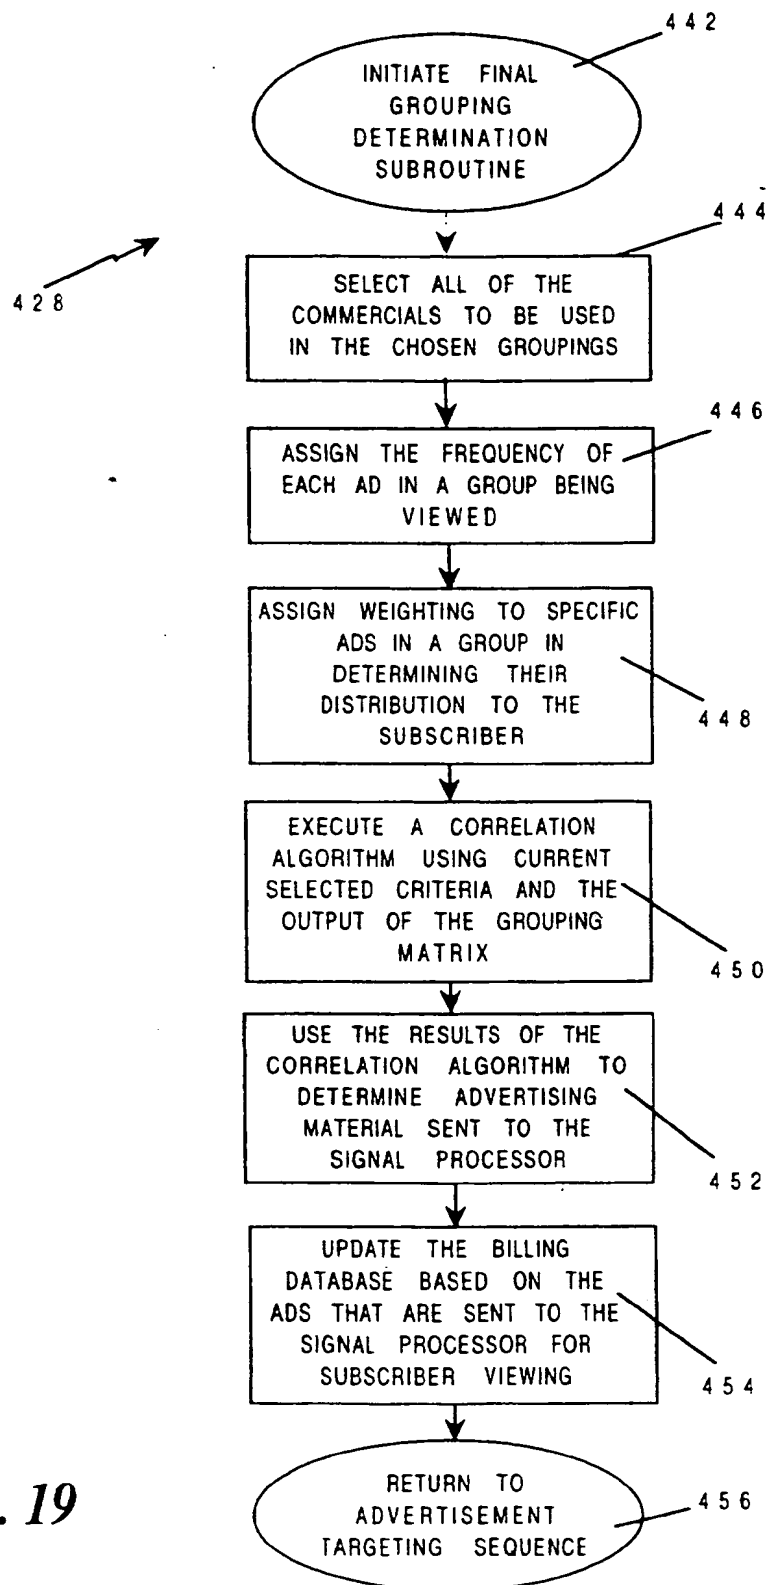 442
INITIATE FINAL
GROUPING
DETERMINATION
SUBROUTINE
444
428
SELECT ALL OF THE
COMMERCIALS TO BE USED
IN THE CHOSEN GROUPINGS
446
ASSIGN THE FREQUENCY OF
EACH AD IN A GROUP BEING
VIEWED
ASSIGN WEIGHTING TO SPECIFIC
ADS IN A GROUP IN
DETERMINING THEIR
DISTRIBUTION TO THE
SUBSCRIBER
448
EXECUTE A CORRELATION
ALGORITHM USING CURRENT
SELECTED CRITERIA AND THE
OUTPUT OF THE GROUPING
MATRIX
450
USE THE RESULTS OF THE
CORRELATION ALGORITHM TO
DETERMINE ADVERTISING
MATERIAL SENT TO THE
SIGNAL PROCESSOR
452
UPDATE THE BILLING
DATABASE BASED ON THE
ADS THAT ARE SENT TO THE
SIGNAL PROCESSOR FOR
SUBSCRIBER VIEWING
454
RETURN TO
ADVERTISEMENT
TARGETING SEQUENCE
456
. 19